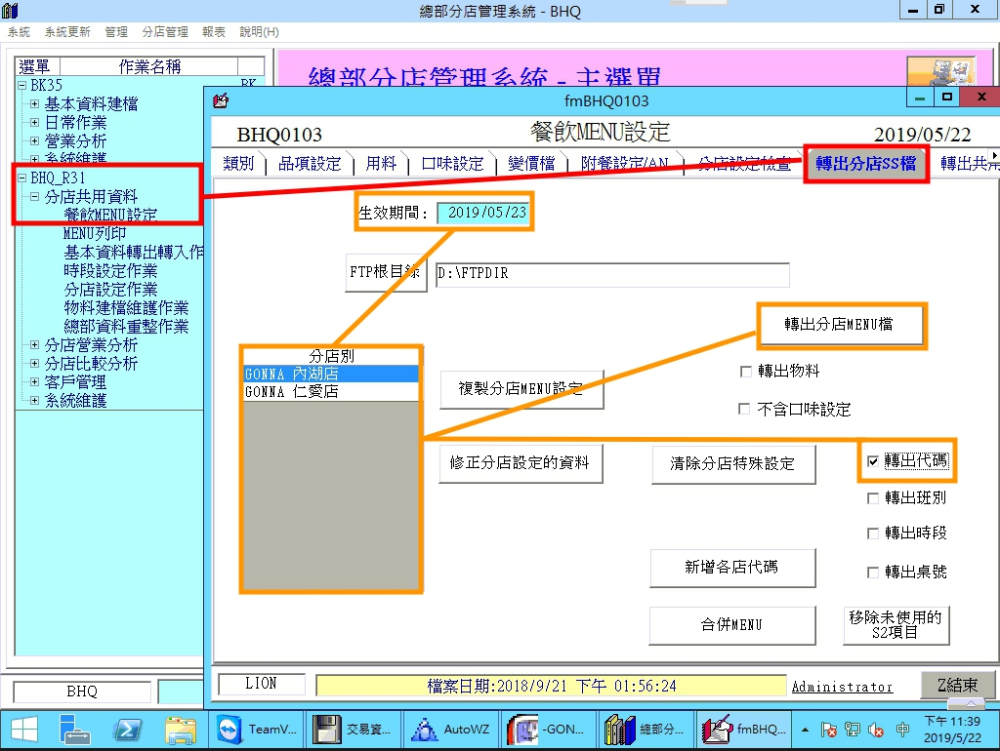 總部分店管理系統 - BHQ
系統 系統更新 管理 分店管理 報表 說明(H)
選單 作業名稱
總部分店管理系統 - 主選單
BK35 BK
基本資料建檔
日常作業
營業分析
系統維護
BHQ_R31
分店共用資料
餐飲MENU設定
MENU列印
基本資料轉出轉入作
時段設定作業
分店設定作業
物料建檔維護作業
總部資料重整作業
分店營業分析
分店比較分析
客戶管理
系統維護
BHQ
fmBHQ0103
BHQ0103 餐飲MENU設定 2019/05/22
類別 品項設定 用料 口味設定 變價檔 附餐設定/AN 分店設定檢查 轉出分店SS檔 轉出共用
生效期間: 2019/05/23
FTP根目錄 D:\FTPDIR
轉出分店MENU檔
分店別
GONNA 內湖店
GONNA 仁愛店
轉出物料
複製分店MENU設定
不含口味設定
修正分店設定的資料 清除分店特殊設定 轉出代碼
轉出班別
轉出時段
新增各店代碼 轉出桌號
合併MENU 移除未使用的
S2項目
LION 檔案日期:2018/9/21 下午 01:56:24 Administrator Z結束
TeamV... 交易資... AutoWZ -GON... 總部分... fmBHQ... 中 下午 11:39
2019/5/22